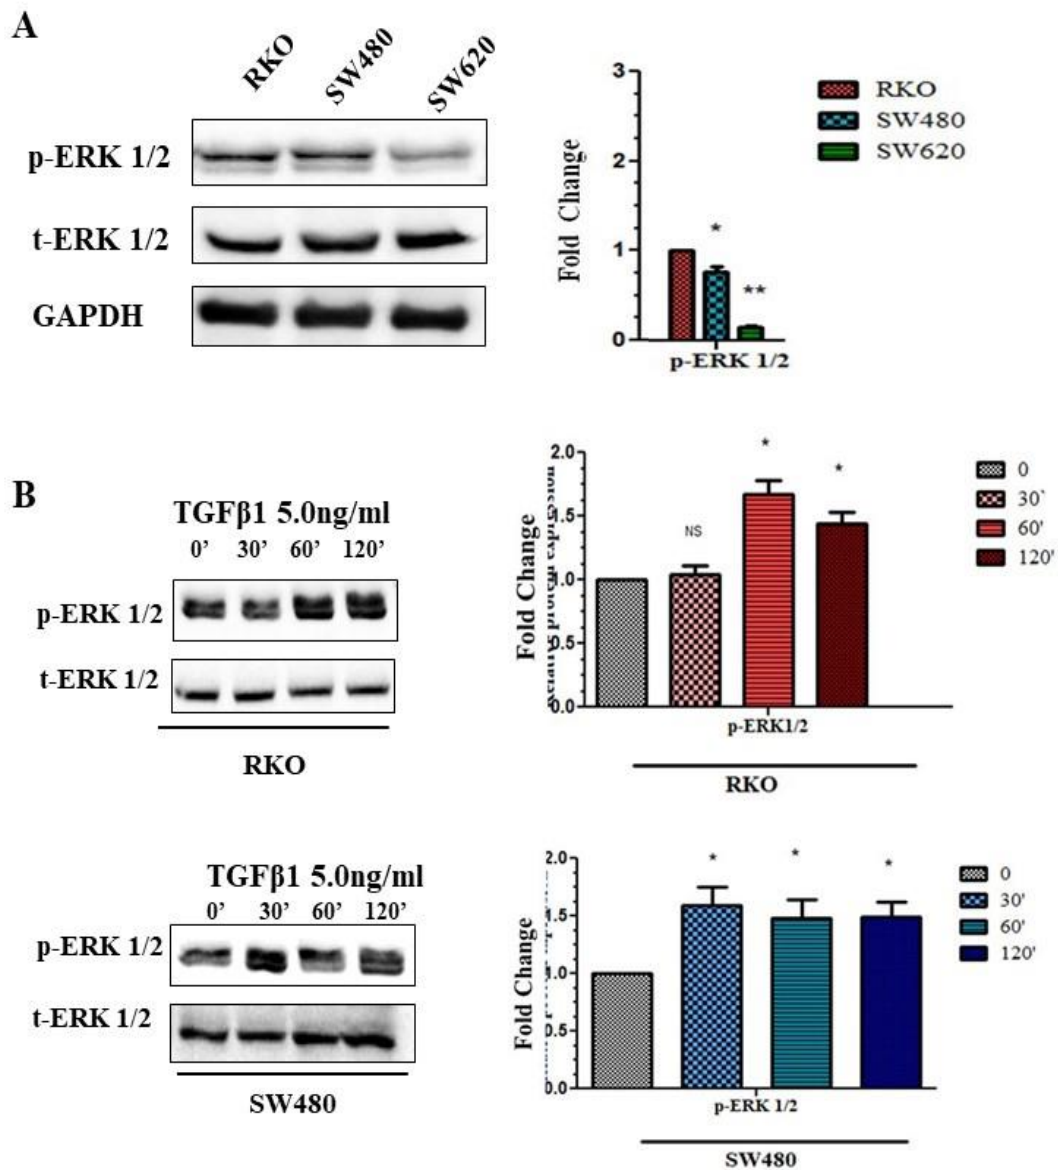 A
RKO
SW480
SW620
p-ERK 1/2
t-ERK 1/2
GAPDH
Fold Change
3
2
1
0
*
**
p-ERK 1/2
RKO
SW480
SW620
B
TGFβ1 5.0ng/ml
0’ 30’ 60’ 120’
p-ERK 1/2
t-ERK 1/2
RKO
Fold Change
protein expression
2.0
1.5
1.0
0.5
0.0
NS
*
*
p-ERK1/2
RKO
0
30`
60'
120'
TGFβ1 5.0ng/ml
0’ 30’ 60’ 120’
p-ERK 1/2
t-ERK 1/2
SW480
Fold Change
2.0
1.5
1.0
0.5
0.0
*
*
*
p-ERK 1/2
SW480
0
30'
60'
120'